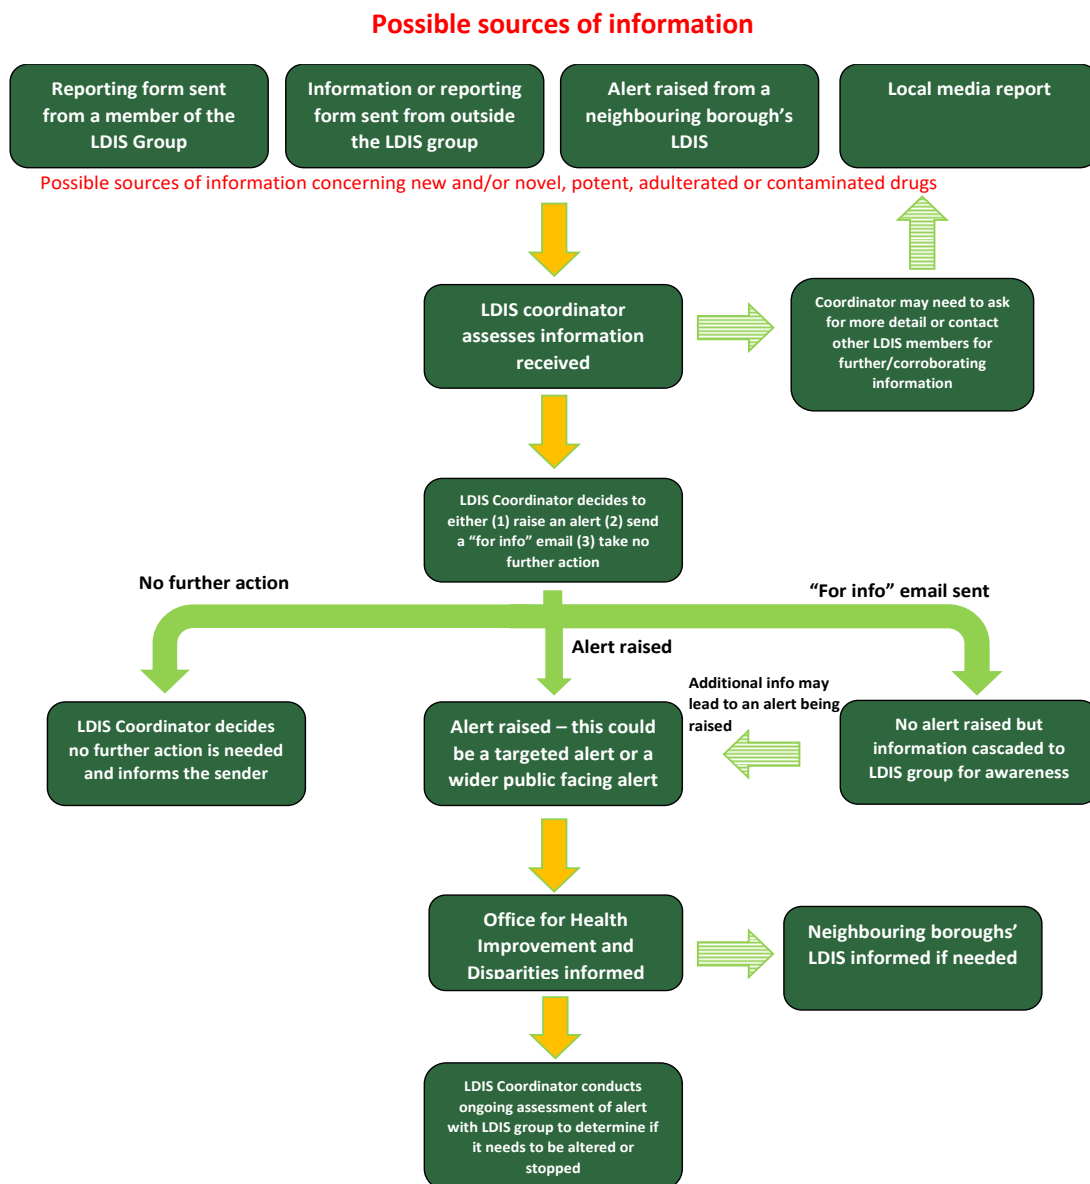 Possible sources of information
Reporting form sent
from a member of the
LDIS Group
Information or reporting
form sent from outside
the LDIS group
Alert raised from a
neighbouring borough's
LDIS
Local media report
Possible sources of information concerning new and/or novel, potent, adulterated or contaminated drugs
LDIS coordinator
assesses information
received
Coordinator may need to ask
for more detail or contact
other LDIS members for
further/corroborating
information
LDIS Coordinator decides to
either (1) raise an alert (2) send
a “for info” email (3) take no
further action
No further action
“For info” email sent
Alert raised
Additional info may
lead to an alert being
raised
LDIS Coordinator decides
no further action is needed
and informs the sender
Alert raised – this could
be a targeted alert or a
wider public facing alert
No alert raised but
information cascaded to
LDIS group for awareness
Office for Health
Improvement and
Disparities informed
Neighbouring boroughs’
LDIS informed if needed
LDIS Coordinator conducts
ongoing assessment of alert
with LDIS group to determine if
it needs to be altered or
stopped